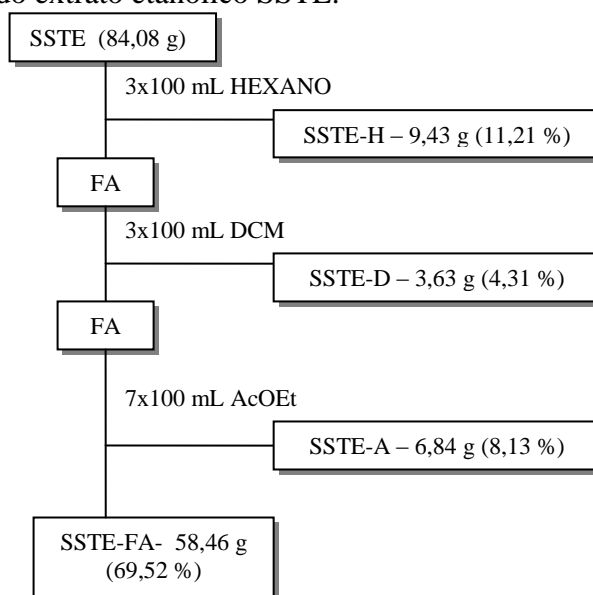 do extrato etanólico SSTE.
SSTE (84,08 g)
3x100 mL HEXANO
SSTE-H – 9,43 g (11,21 %)
FA
3x100 mL DCM
SSTE-D – 3,63 g (4,31 %)
FA
7x100 mL AcOEt
SSTE-A – 6,84 g (8,13 %)
SSTE-FA- 58,46 g
(69,52 %)